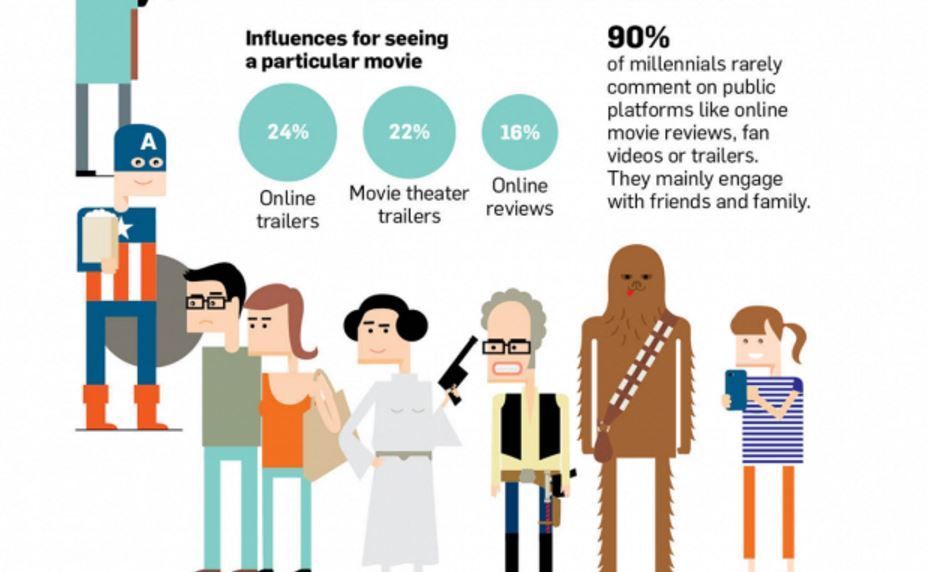 Influences for seeing
a particular movie
24%
22%
16%
Online
trailers
Movie theater
trailers
Online
reviews
90%
of millennials rarely
comment on public
platforms like online
movie reviews, fan
videos or trailers.
They mainly engage
with friends and family.
A